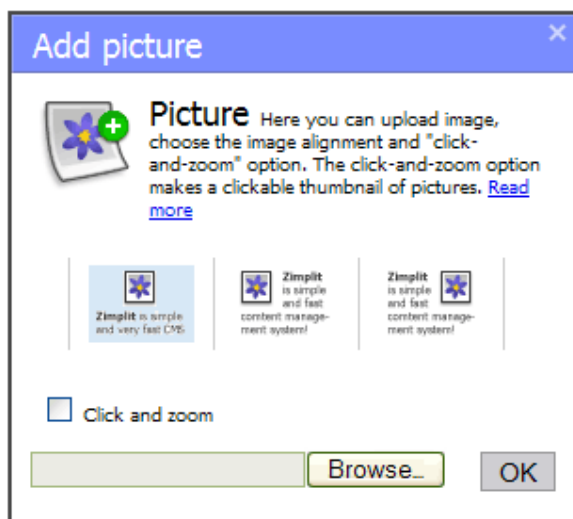 Add picture
Picture Here you can upload image,
choose the image alignment and "click-
and-zoom" option. The click-and-zoom option
makes a clickable thumbnail of pictures. Read
more
Zimplit is simple
and very fast CMS
Zimplit
is simple
and fast
content manage-
ment system!
Zimplit
is simple
and fast
content manage-
ment system!
Click and zoom
Browse...
OK